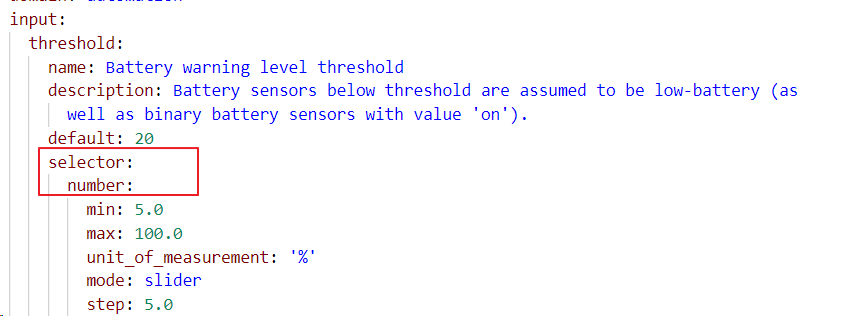 domain: automation
input:
threshold:
name: Battery warning level threshold
description: Battery sensors below threshold are assumed to be low-battery (as
well as binary battery sensors with value 'on').
default: 20
selector:
number:
min: 5.0
max: 100.0
unit_of_measurement: '%'
mode: slider
step: 5.0